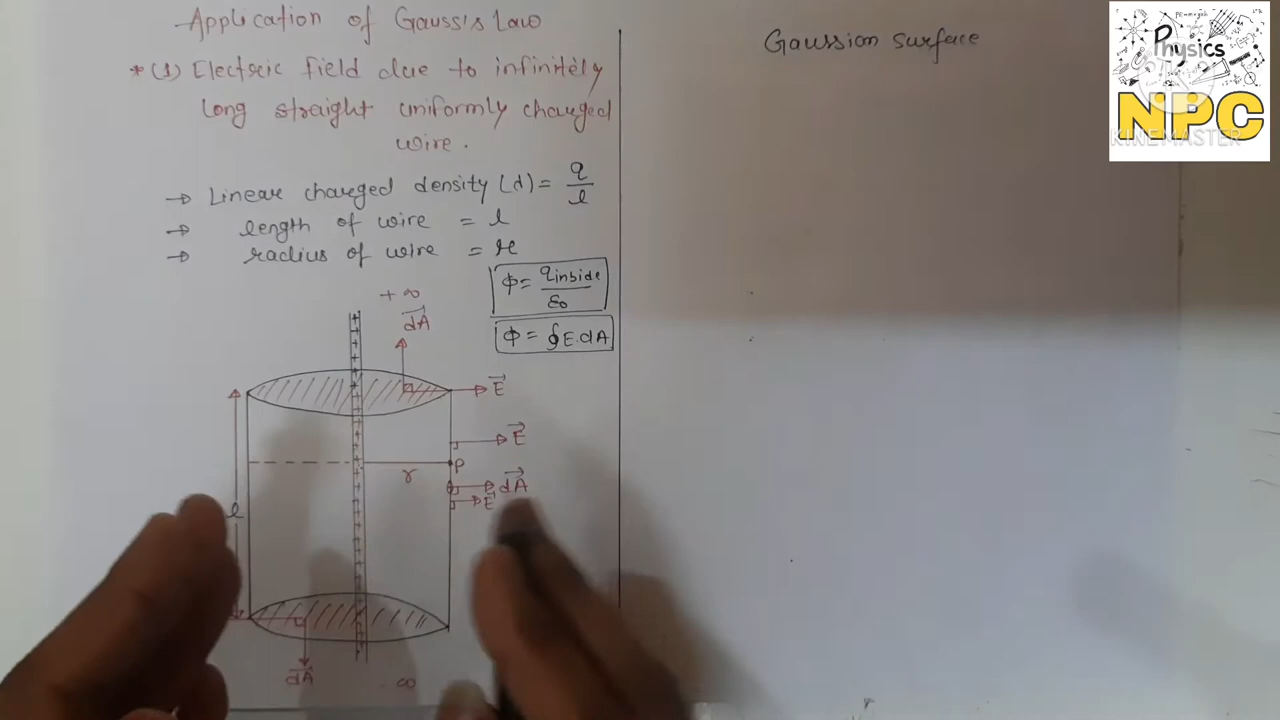 Application of Gauss's Law
* (1) Electric field due to infinitely
long straight uniformly charged
wire.
→ Linear charged density (d) = q/l
→ length of wire = l
→ radius of wire = r
Φ = qinside/ε0
Φ = ∮E.dA
+ ∞
dA
E
E
P
r
dA
E
l
dA
- ∞
Gaussion surface
Physics
NPC
KINEMASTER